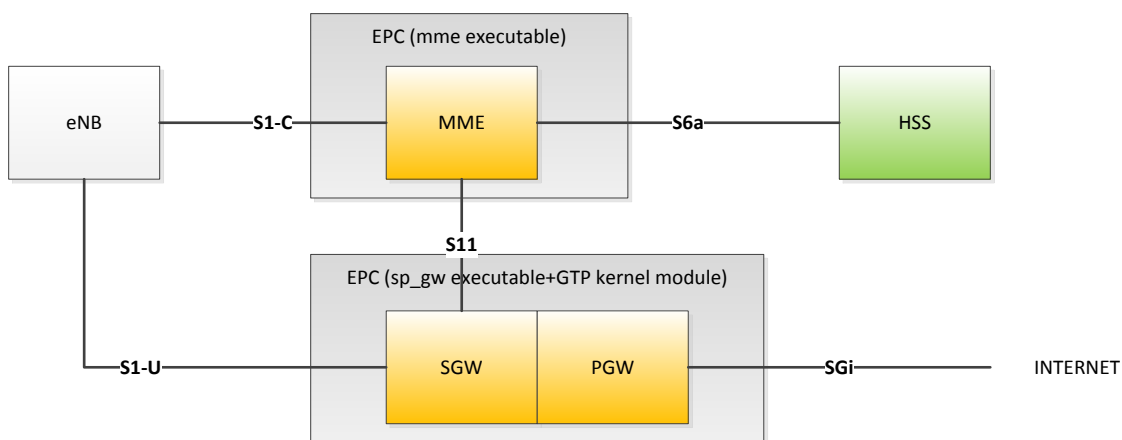 EPC (mme executable)
eNB
S1-C
MME
S6a
HSS
S11
EPC (sp_gw executable+GTP kernel module)
S1-U
SGW
PGW
SGi
INTERNET